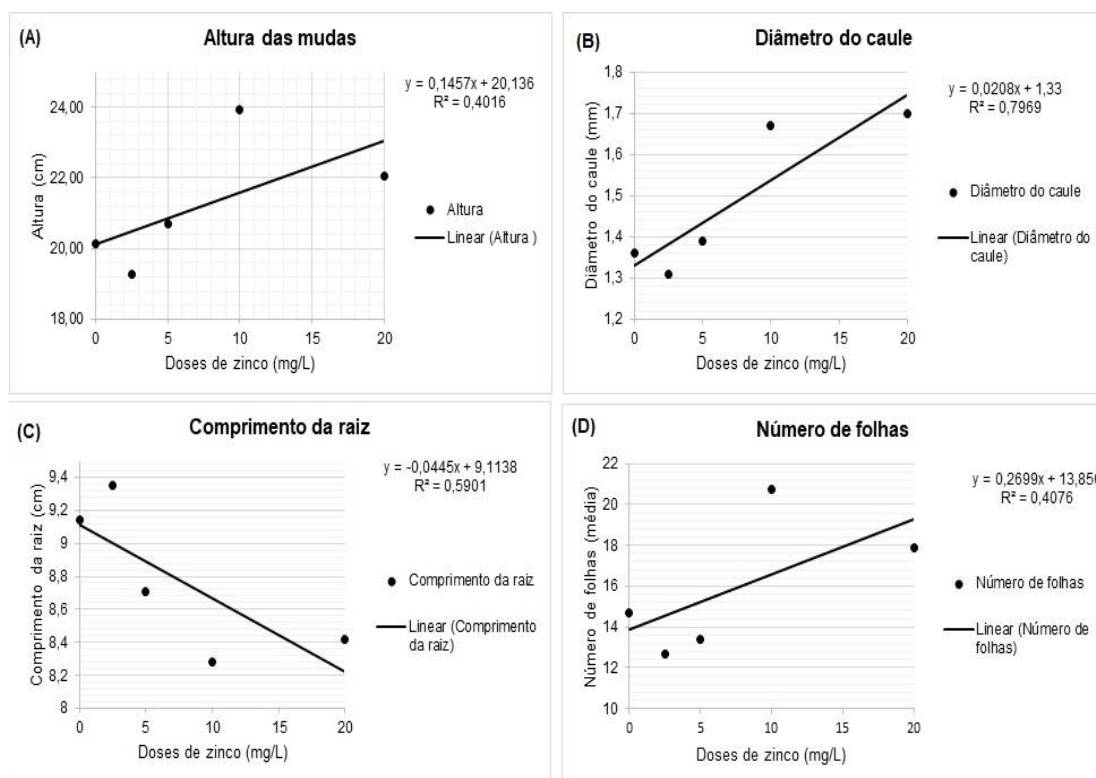 (A)
Altura das mudas
y = 0,1457x + 20,136
R² = 0,4016
24,00
22,00
20,00
18,00
Altura (cm)
0 5 10 15 20
Doses de zinco (mg/L)
Altura
Linear (Altura )
(B)
Diâmetro do caule
y = 0,0208x + 1,33
R² = 0,7969
1,8
1,7
1,6
1,5
1,4
1,3
1,2
Diâmetro do caule (mm)
0 5 10 15 20
Doses de zinco (mg/L)
Diâmetro do caule
Linear (Diâmetro do
caule)
(C)
Comprimento da raiz
y = -0,0445x + 9,1138
R² = 0,5901
9,4
9,2
9
8,8
8,6
8,4
8,2
8
Comprimento da raiz (cm)
0 5 10 15 20
Doses de zinco (mg/L)
Comprimento da raiz
Linear (Comprimento
da raiz)
(D)
Número de folhas
y = 0,2699x + 13,856
R² = 0,4076
22
20
18
16
14
12
10
Número de folhas (média)
0 5 10 15 20
Doses de zinco (mg/L)
Número de folhas
Linear (Número de
folhas)